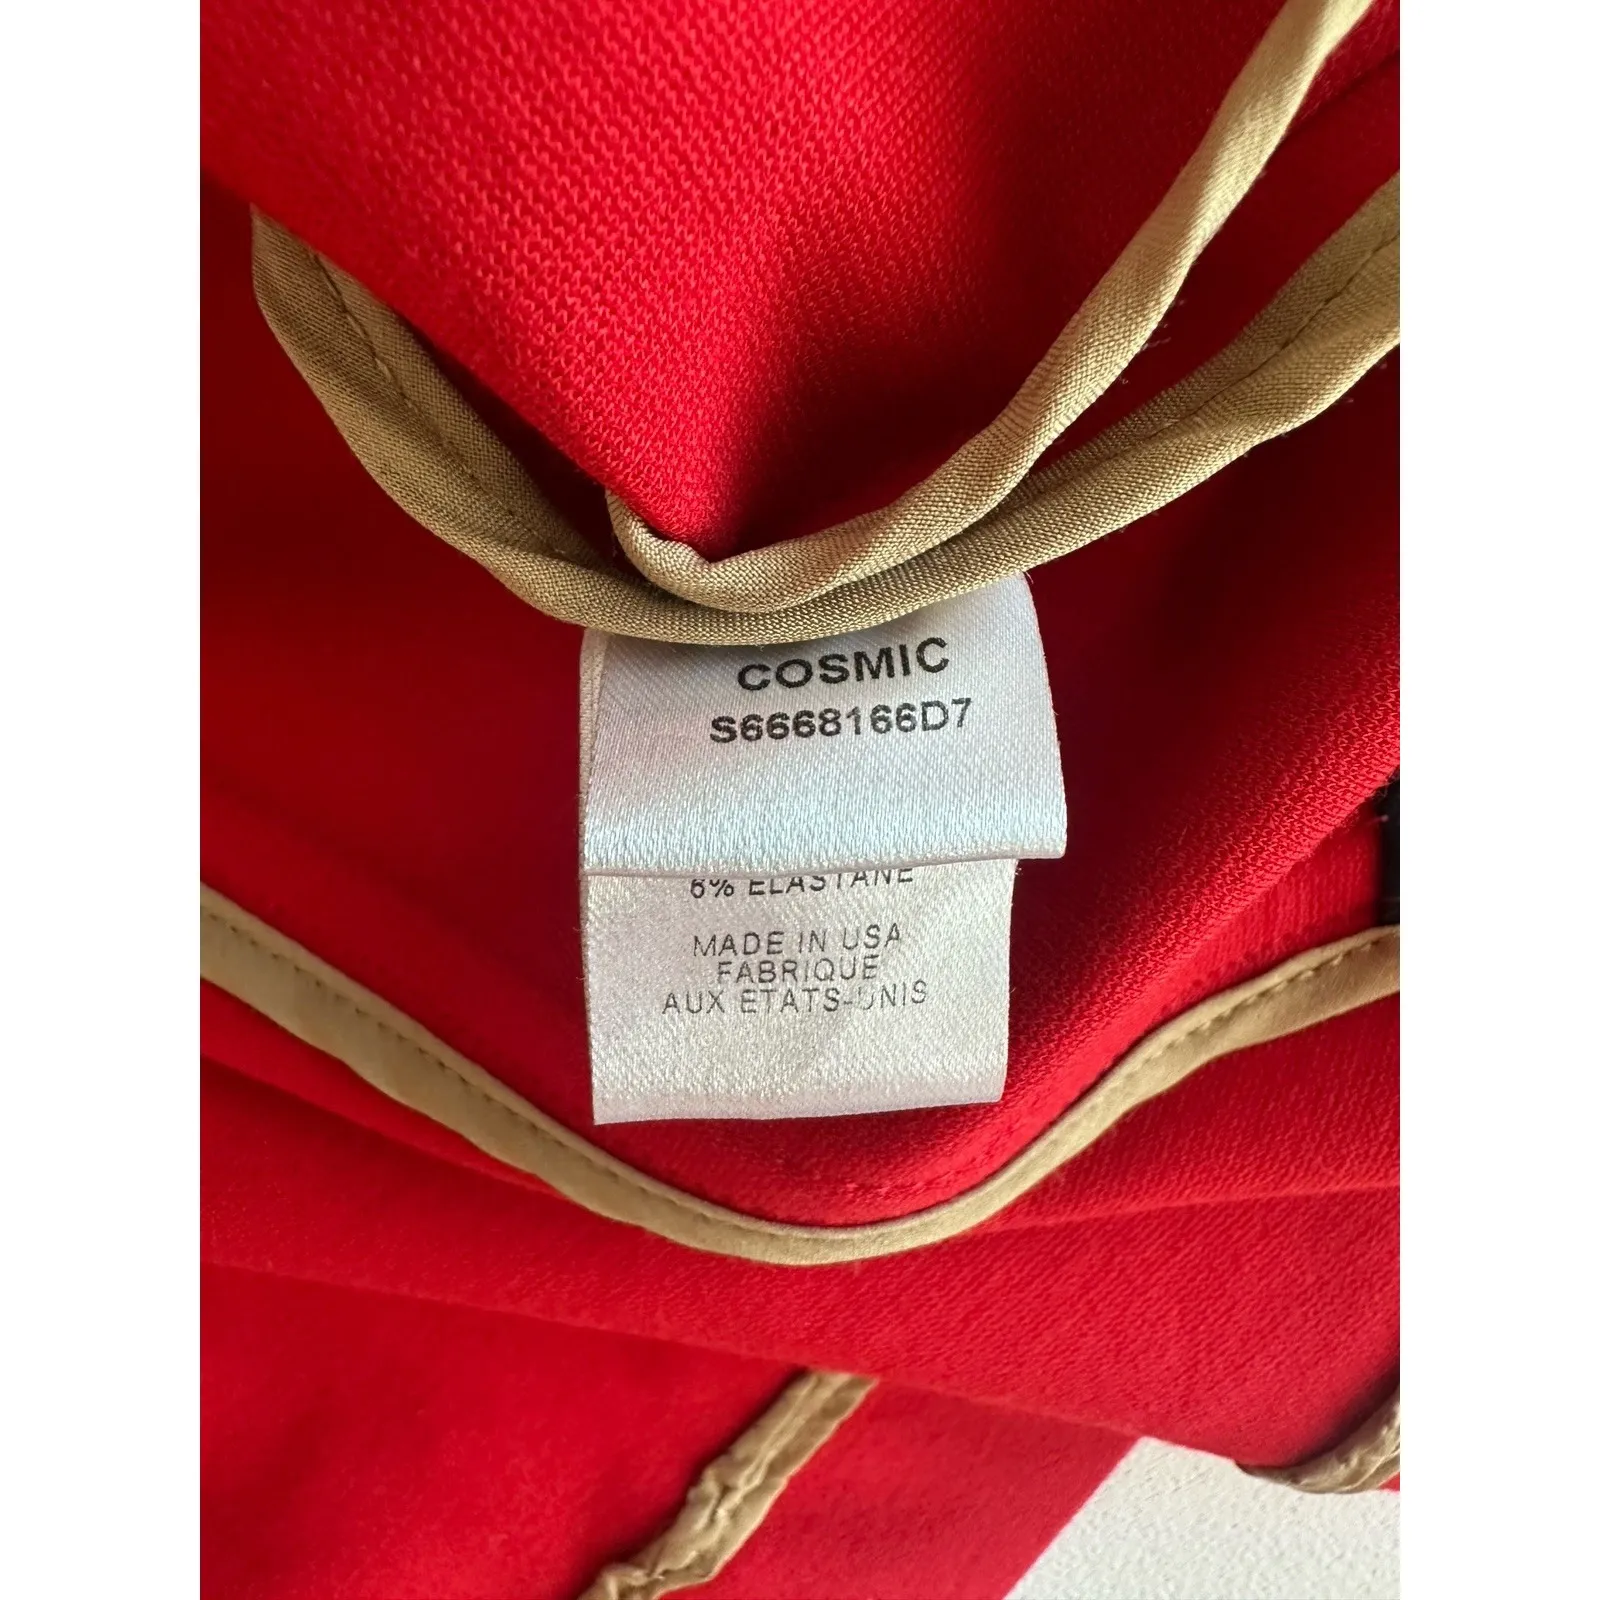 COSMIC
S6668166D7
6% ELASTANE
MADE IN USA
FABRIQUE
AUX ETATS-UNIS